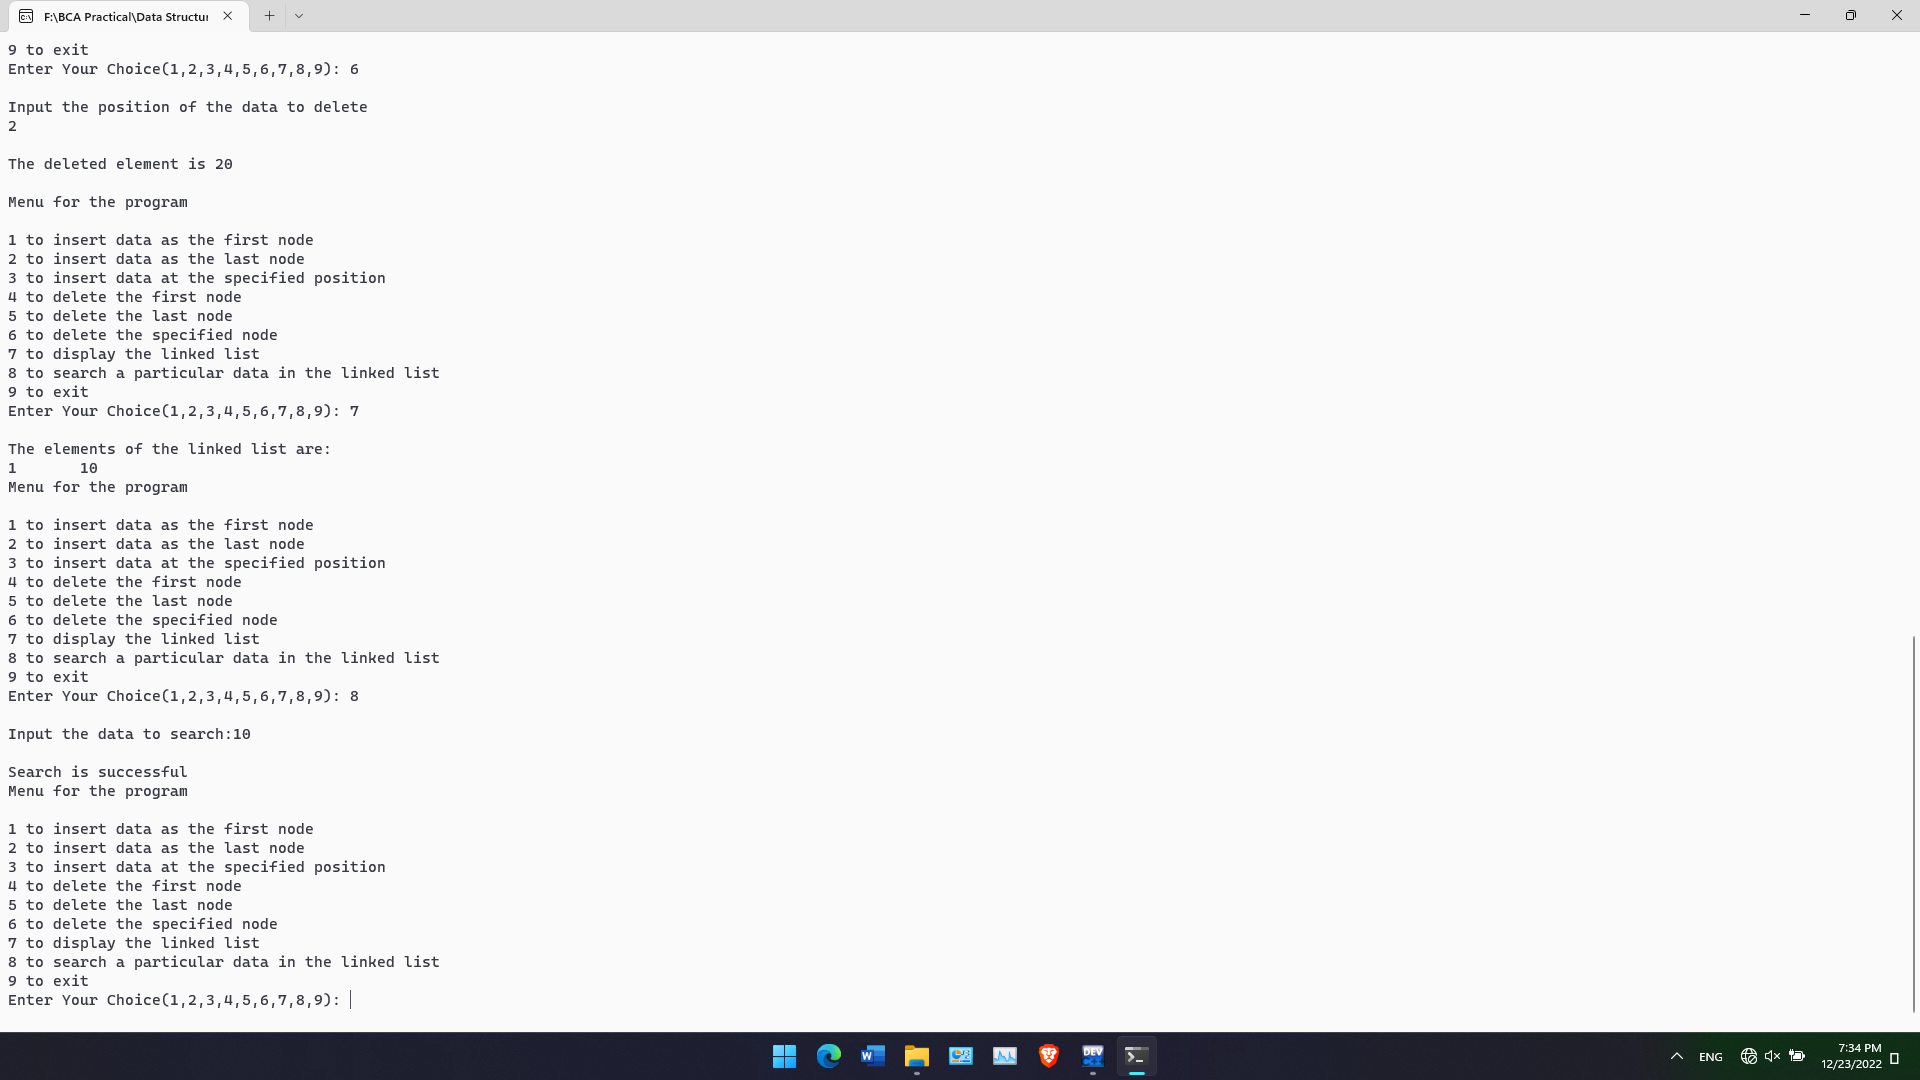 F:\BCA Practical\Data Structur
9 to exit
Enter Your Choice(1,2,3,4,5,6,7,8,9): 6
Input the position of the data to delete
2
The deleted element is 20
Menu for the program
1 to insert data as the first node
2 to insert data as the last node
3 to insert data at the specified position
4 to delete the first node
5 to delete the last node
6 to delete the specified node
7 to display the linked list
8 to search a particular data in the linked list
9 to exit
Enter Your Choice(1,2,3,4,5,6,7,8,9): 7
The elements of the linked list are:
1       10
Menu for the program
1 to insert data as the first node
2 to insert data as the last node
3 to insert data at the specified position
4 to delete the first node
5 to delete the last node
6 to delete the specified node
7 to display the linked list
8 to search a particular data in the linked list
9 to exit
Enter Your Choice(1,2,3,4,5,6,7,8,9): 8
Input the data to search:10
Search is successful
Menu for the program
1 to insert data as the first node
2 to insert data as the last node
3 to insert data at the specified position
4 to delete the first node
5 to delete the last node
6 to delete the specified node
7 to display the linked list
8 to search a particular data in the linked list
9 to exit
Enter Your Choice(1,2,3,4,5,6,7,8,9):
DEV
ENG
7:34 PM
12/23/2022